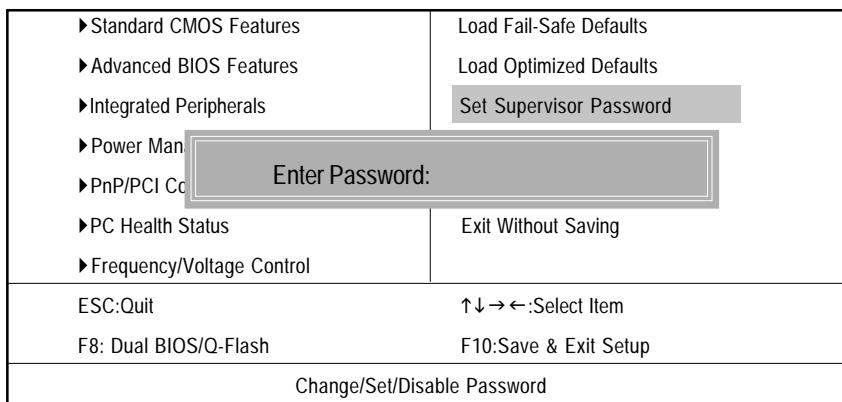 ▶Standard CMOS Features
▶Advanced BIOS Features
▶Integrated Peripherals
▶Power Man
▶PnP/PCI Co
▶PC Health Status
▶Frequency/Voltage Control
Load Fail-Safe Defaults
Load Optimized Defaults
Set Supervisor Password
Exit Without Saving
Enter Password:
ESC:Quit
↑↓→←:Select Item
F8: Dual BIOS/Q-Flash
F10:Save & Exit Setup
Change/Set/Disable Password